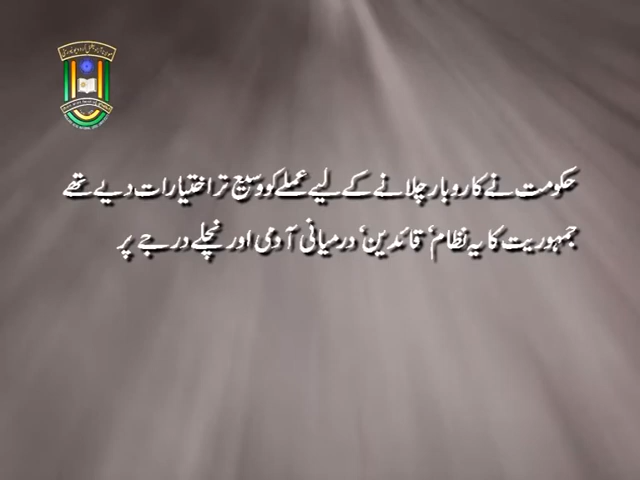 حکومت نے کاروبار چلانے کے لیے عملے کو وسیع تر اختیارات دیے تھے
جمہوریت کا یہ نظام، قائدین، درمیانی آدمی اور نچلے درجے پر